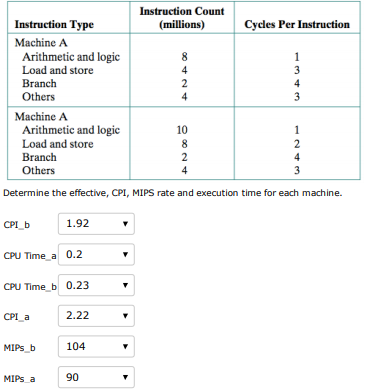 Instruction Type Instruction Count (millions) Cycles Per Instruction
Machine A
Arithmetic and logic 8 1
Load and store 4 3
Branch 2 4
Others 4 3
Machine A
Arithmetic and logic 10 1
Load and store 8 2
Branch 2 4
Others 4 3
Determine the effective, CPI, MIPS rate and execution time for each machine.
CPI_b 1.92
CPU Time_a 0.2
CPU Time_b 0.23
CPI_a 2.22
MIPs_b 104
MIPs_a 90